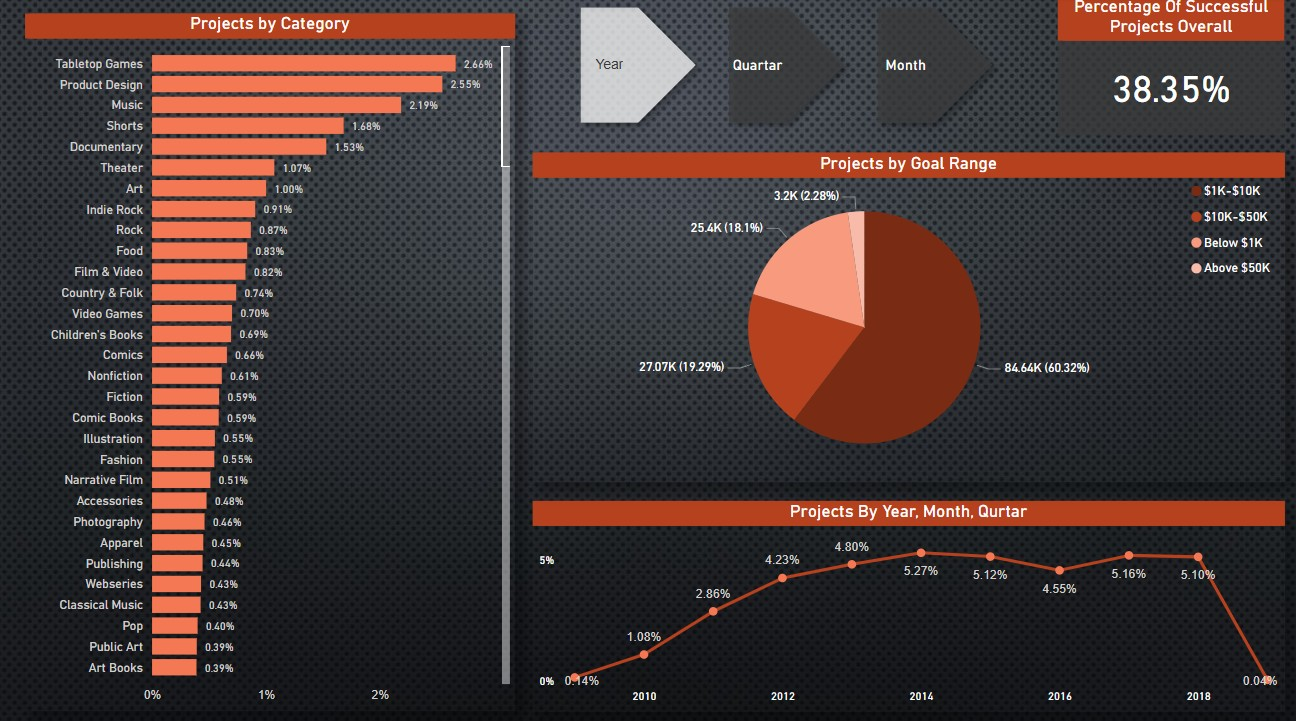 Projects by Category
Tabletop Games 2.66%
Product Design 2.55%
Music 2.19%
Shorts 1.68%
Documentary 1.53%
Theater 1.07%
Art 1.00%
Indie Rock 0.91%
Rock 0.87%
Food 0.83%
Film & Video 0.82%
Country & Folk 0.74%
Video Games 0.70%
Children's Books 0.69%
Comics 0.66%
Nonfiction 0.61%
Fiction 0.59%
Comic Books 0.59%
Illustration 0.55%
Fashion 0.55%
Narrative Film 0.51%
Accessories 0.48%
Photography 0.46%
Apparel 0.45%
Publishing 0.44%
Webseries 0.43%
Classical Music 0.43%
Pop 0.40%
Public Art 0.39%
Art Books 0.39%
0% 1% 2%
Year Quartar Month
Percentage Of Successful
Projects Overall
38.35%
Projects by Goal Range
3.2K (2.28%)
25.4K (18.1%)
27.07K (19.29%)
84.64K (60.32%)
$1K-$10K
$10K-$50K
Below $1K
Above $50K
Projects By Year, Month, Qurtar
5%
0%
0.14% 1.08% 2.86% 4.23% 4.80% 5.27% 5.12% 4.55% 5.16% 5.10% 0.04%
2010 2012 2014 2016 2018